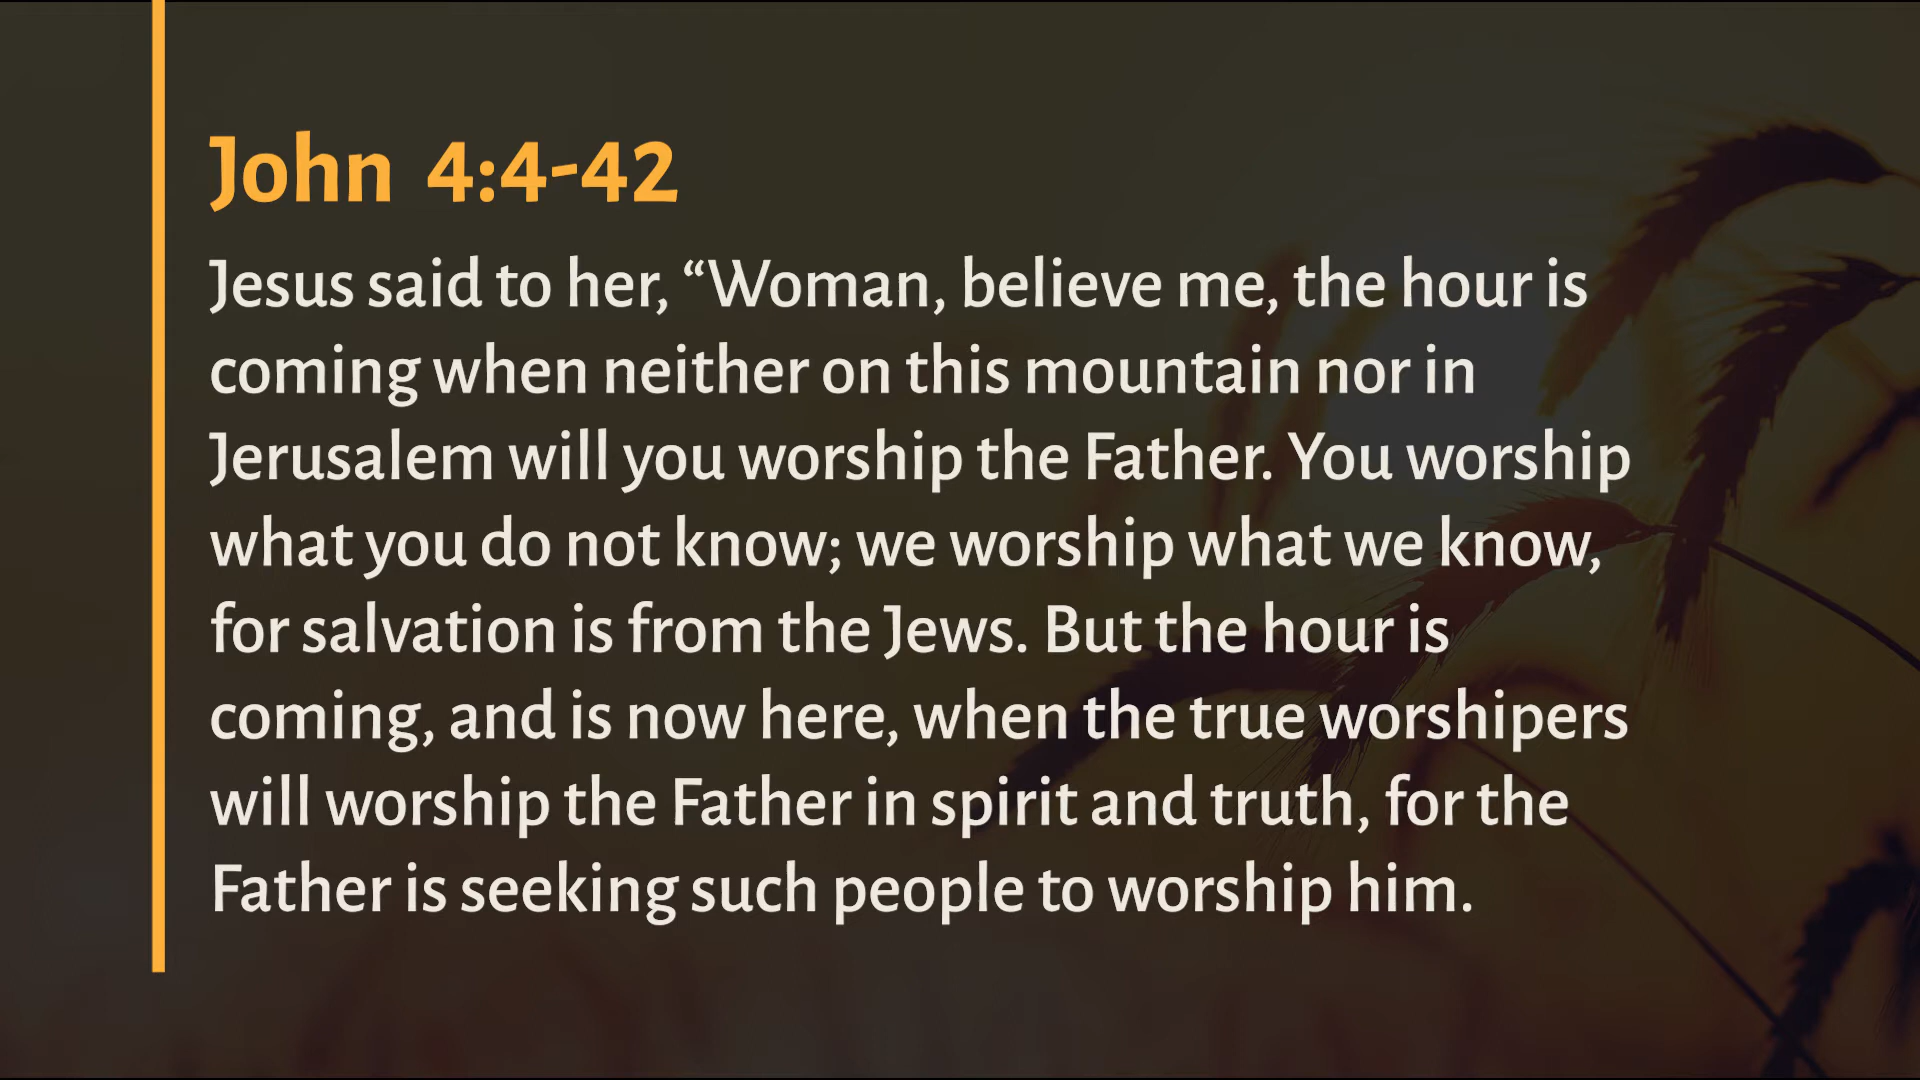 John 4:4-42
Jesus said to her, “Woman, believe me, the hour is
coming when neither on this mountain nor in
Jerusalem will you worship the Father. You worship
what you do not know; we worship what we know,
for salvation is from the Jews. But the hour is
coming, and is now here, when the true worshipers
will worship the Father in spirit and truth, for the
Father is seeking such people to worship him.